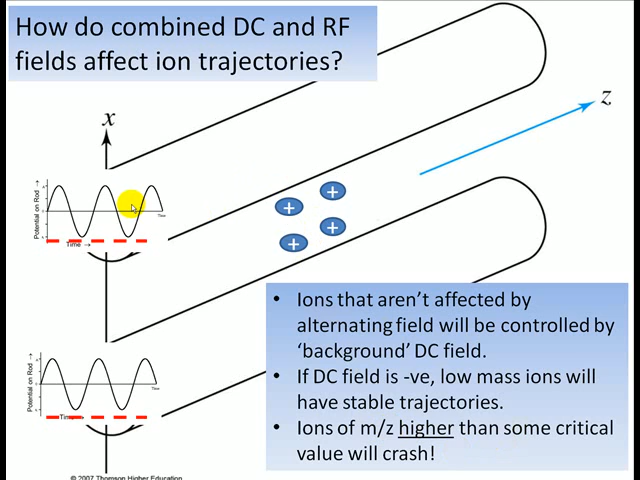 How do combined DC and RF
fields affect ion trajectories?
x
z
Potential on Rod →
Time
Time →
+
+
+
+
Potential on Rod →
Time
Time →
• Ions that aren't affected by
alternating field will be controlled by
'background' DC field.
• If DC field is -ve, low mass ions will
have stable trajectories.
• Ions of m/z higher than some critical
value will crash!
© 2007 Thomson Higher Education